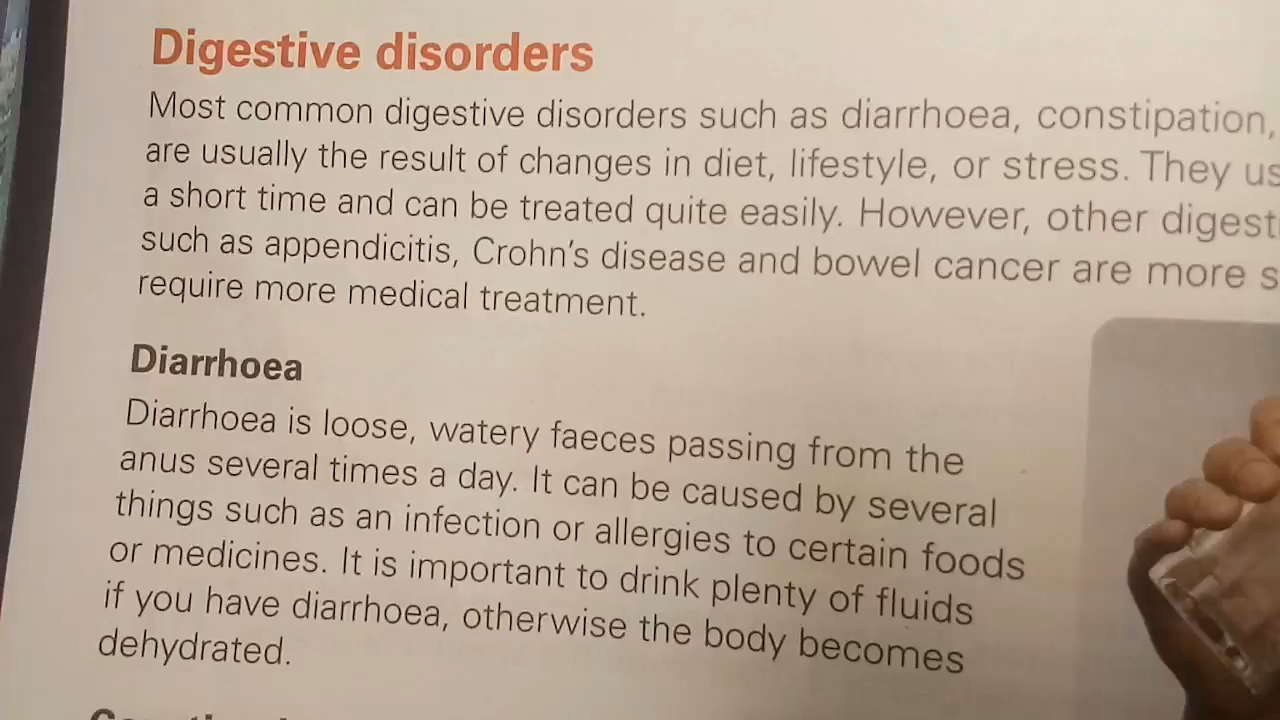 Digestive disorders
Most common digestive disorders such as diarrhoea, constipation,
are usually the result of changes in diet, lifestyle, or stress. They
a short time and can be treated quite easily. However, other
such as appendicitis, Crohn's disease and bowel cancer are more
require more medical treatment.
Diarrhoea
Diarrhoea is loose, watery faeces passing from the
anus several times a day. It can be caused by several
things such as an infection or allergies to certain foods
or medicines. It is important to drink plenty of fluids
if you have diarrhoea, otherwise the body becomes
dehydrated.